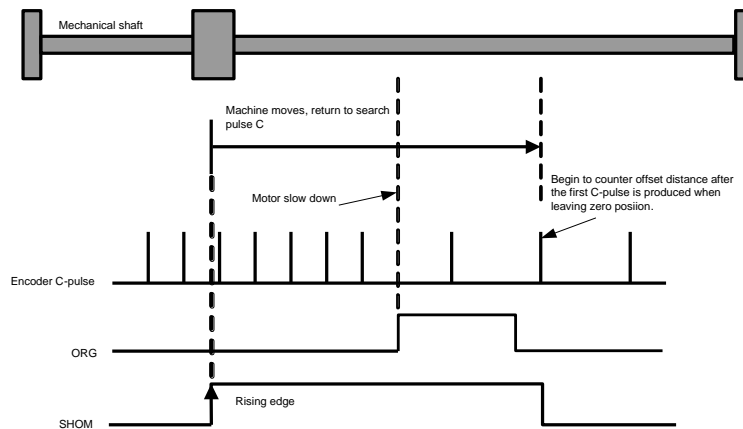 Mechanical shaft
Machine moves, return to search
pulse C
Motor slow down
Begin to counter offset distance after
the first C-pulse is produced when
leaving zero posiion.
Encoder C-pulse
ORG
Rising edge
SHOM